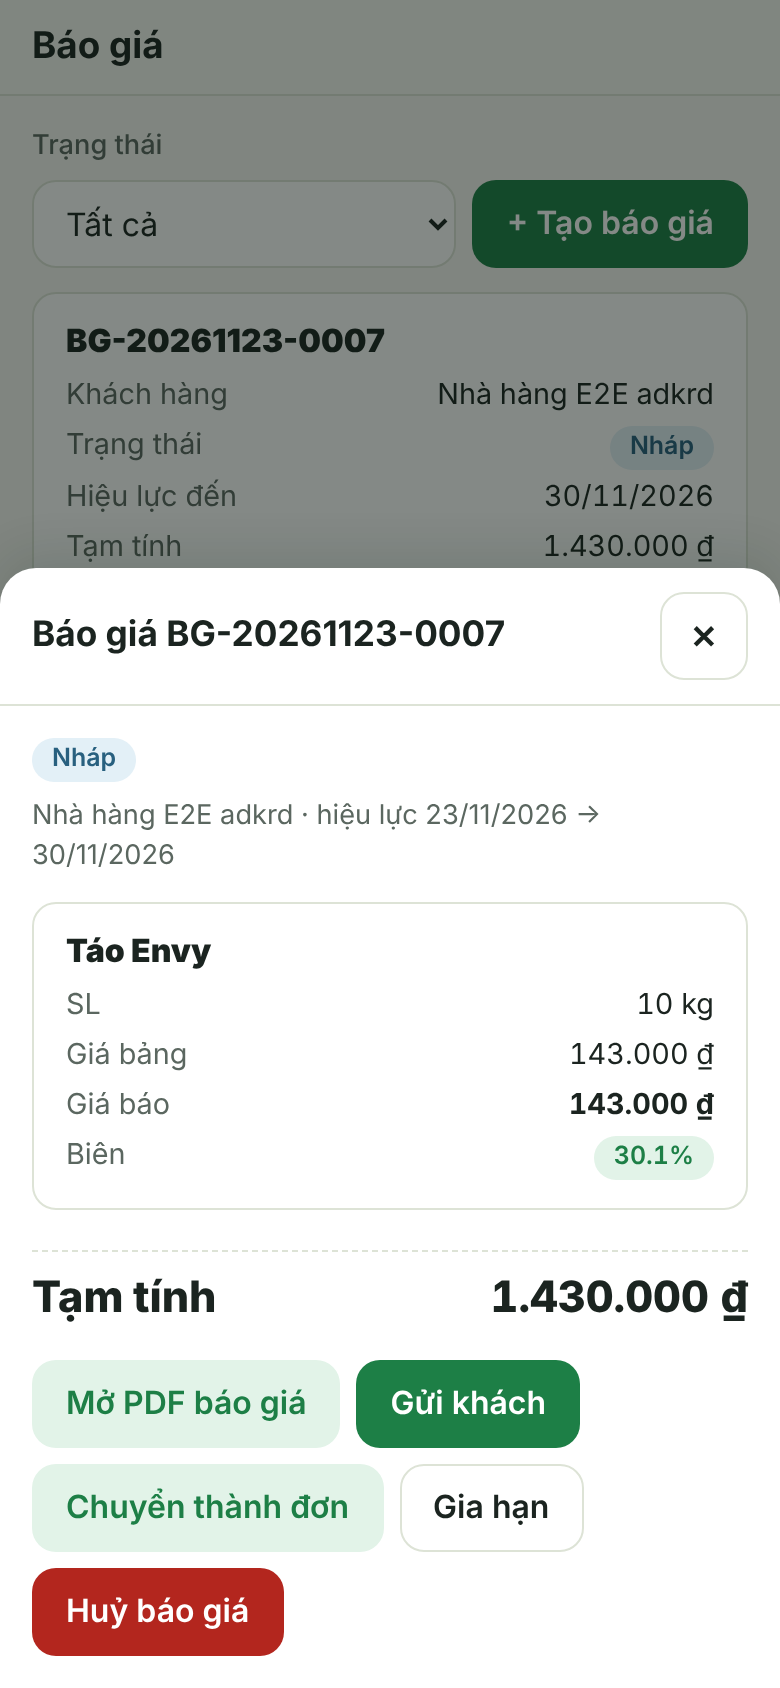 Báo giá
Trạng thái
Tất cả
+ Tạo báo giá
BG-20261123-0007
Khách hàng Nhà hàng E2E adkrd
Trạng thái Nháp
Hiệu lực đến 30/11/2026
Tạm tính 1.430.000 ₫
Báo giá BG-20261123-0007
×
Nháp
Nhà hàng E2E adkrd · hiệu lực 23/11/2026 →
30/11/2026
Táo Envy
SL 10 kg
Giá bảng 143.000 ₫
Giá báo 143.000 ₫
Biên 30.1%
Tạm tính 1.430.000 ₫
Mở PDF báo giá
Gửi khách
Chuyển thành đơn
Gia hạn
Huỷ báo giá